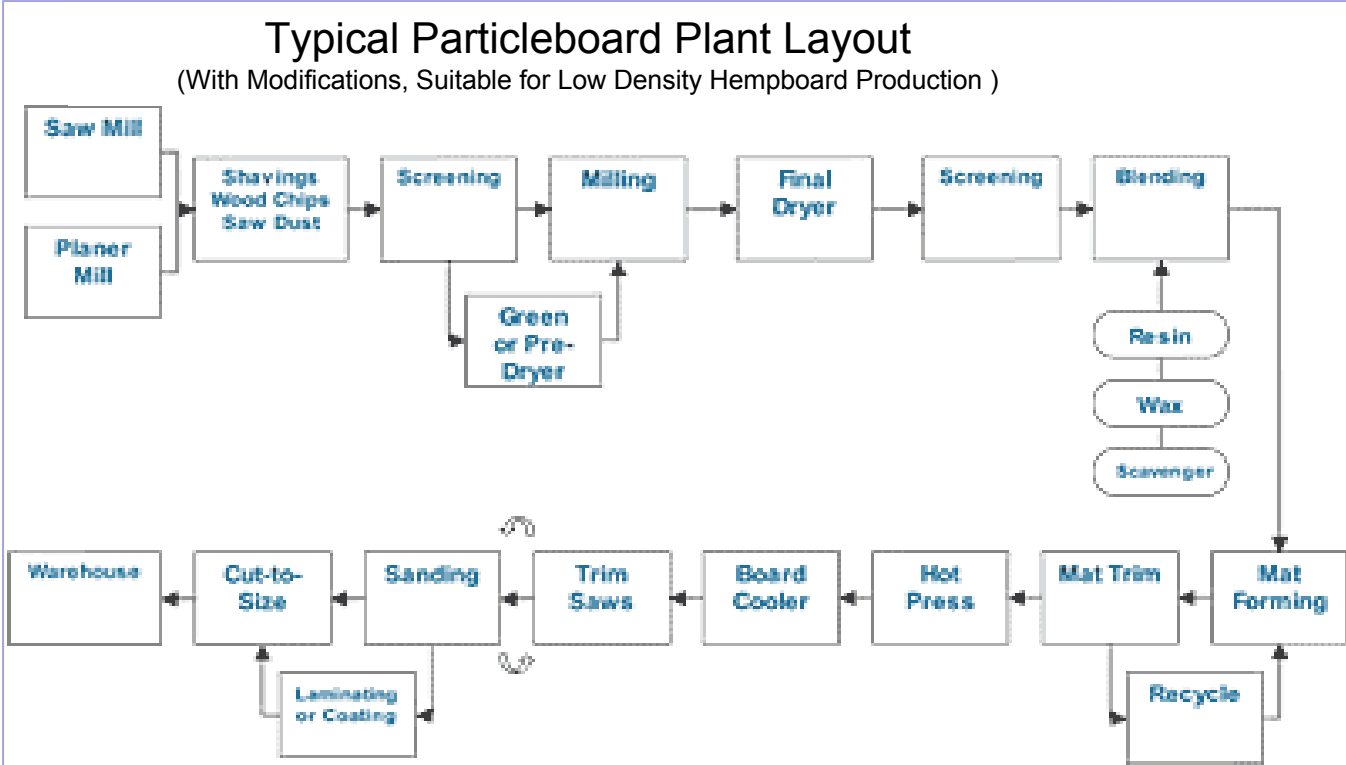 Typical Particleboard Plant Layout
(With Modifications, Suitable for Low Density Hempboard Production )
Saw Mill
Planer
Mill
Shavings
Wood Chips
Saw Dust
Screening
Green
or Pre-
Dryer
Milling
Final
Dryer
Screening
Blending
Resin
Wax
Scavenger
Warehouse
Cut-to-
Size
Laminating
or Coating
Sanding
Trim
Saws
Board
Cooler
Hot
Press
Mat Trim
Recycle
Mat
Forming